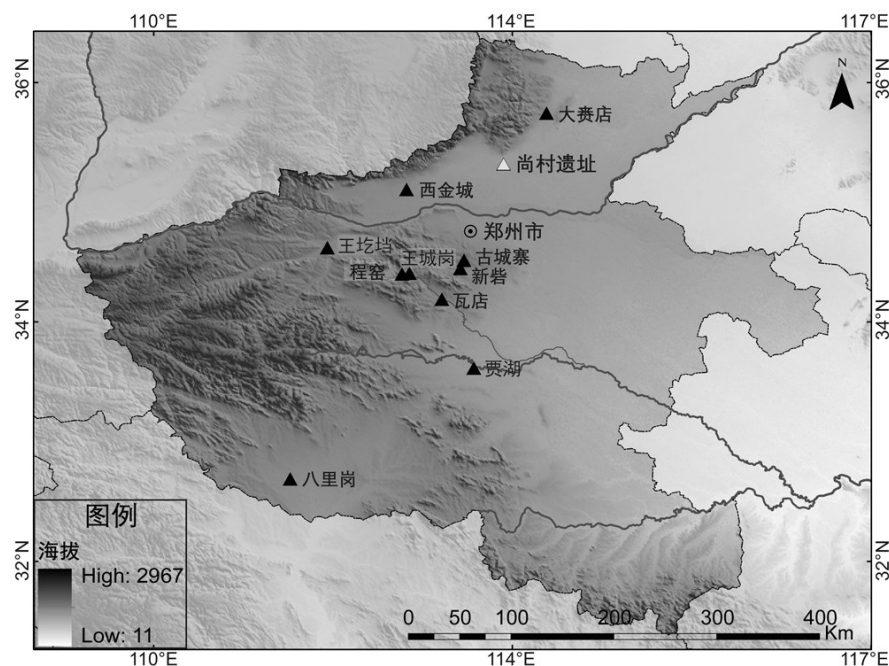 110°E 114°E 117°E
36°N 36°N
N
大赉店
尚村遗址
西金城
郑州市
王圪垱
王城岗
古城寨
程窑
新砦
瓦店
34°N 34°N
贾湖
八里岗
图例
海拔
High: 2967
Low: 11
32°N 32°N
0 50 100 200 300 400
Km
110°E 114°E 117°E